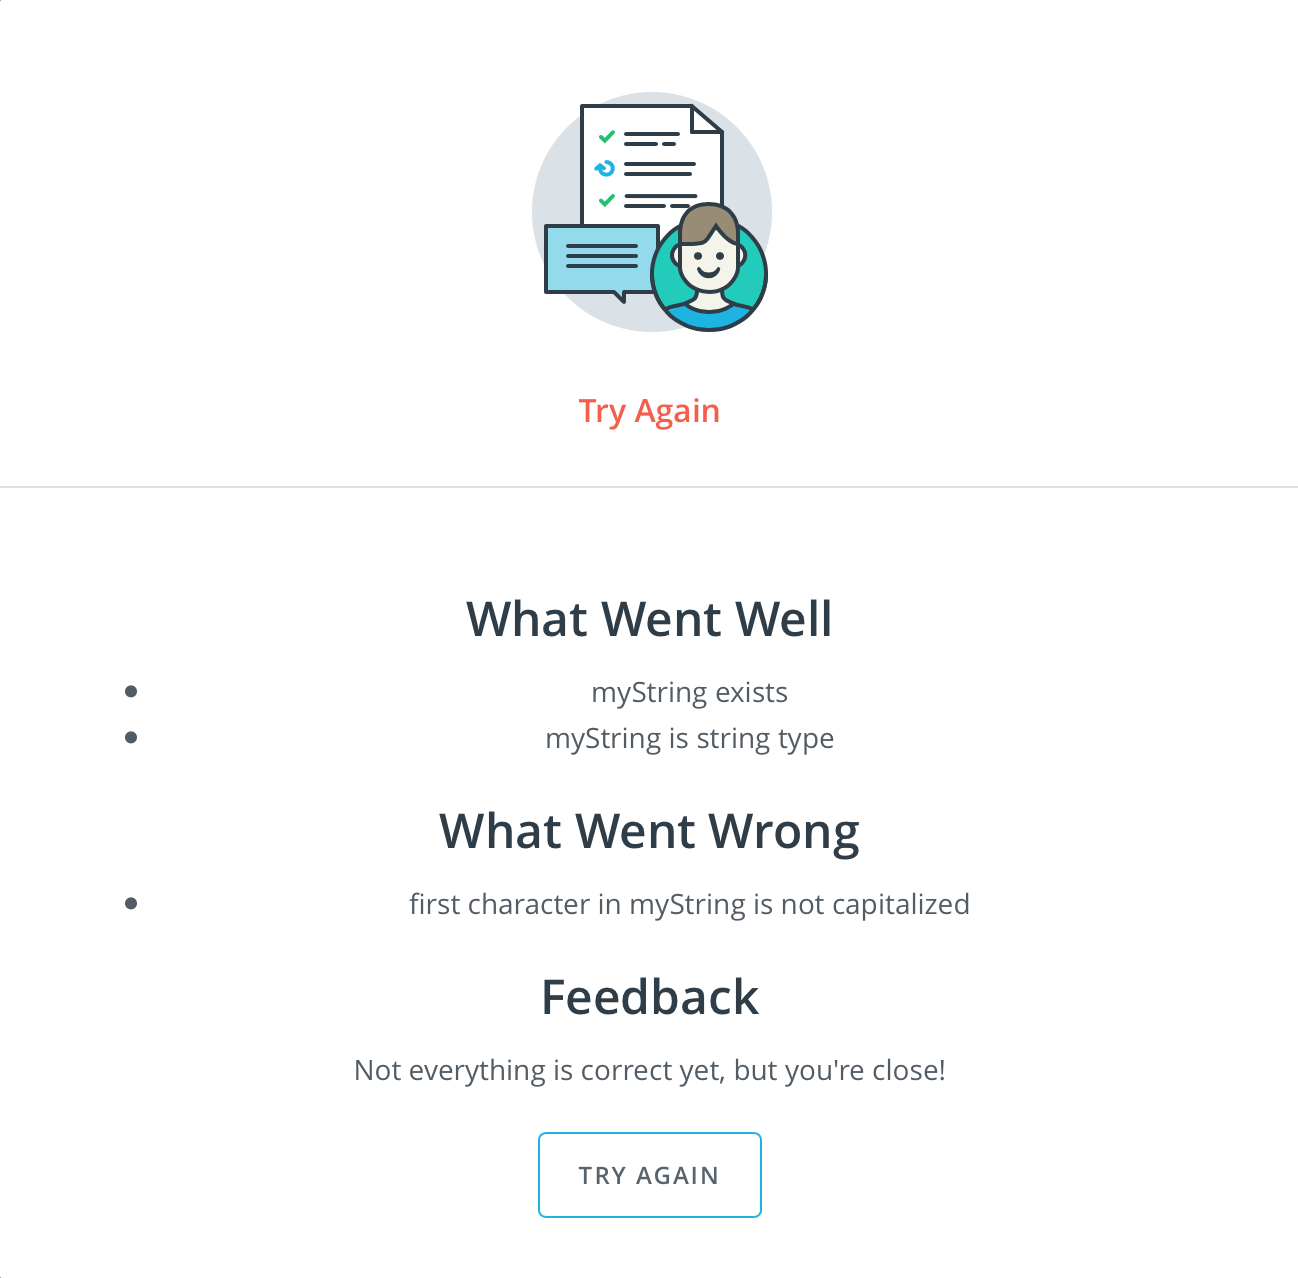 Try Again
What Went Well
myString exists
myString is string type
What Went Wrong
first character in myString is not capitalized
Feedback
Not everything is correct yet, but you're close!
TRY AGAIN